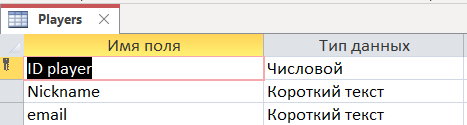 Players
Имя поля Тип данных
ID player Числовой
Nickname Короткий текст
email Короткий текст